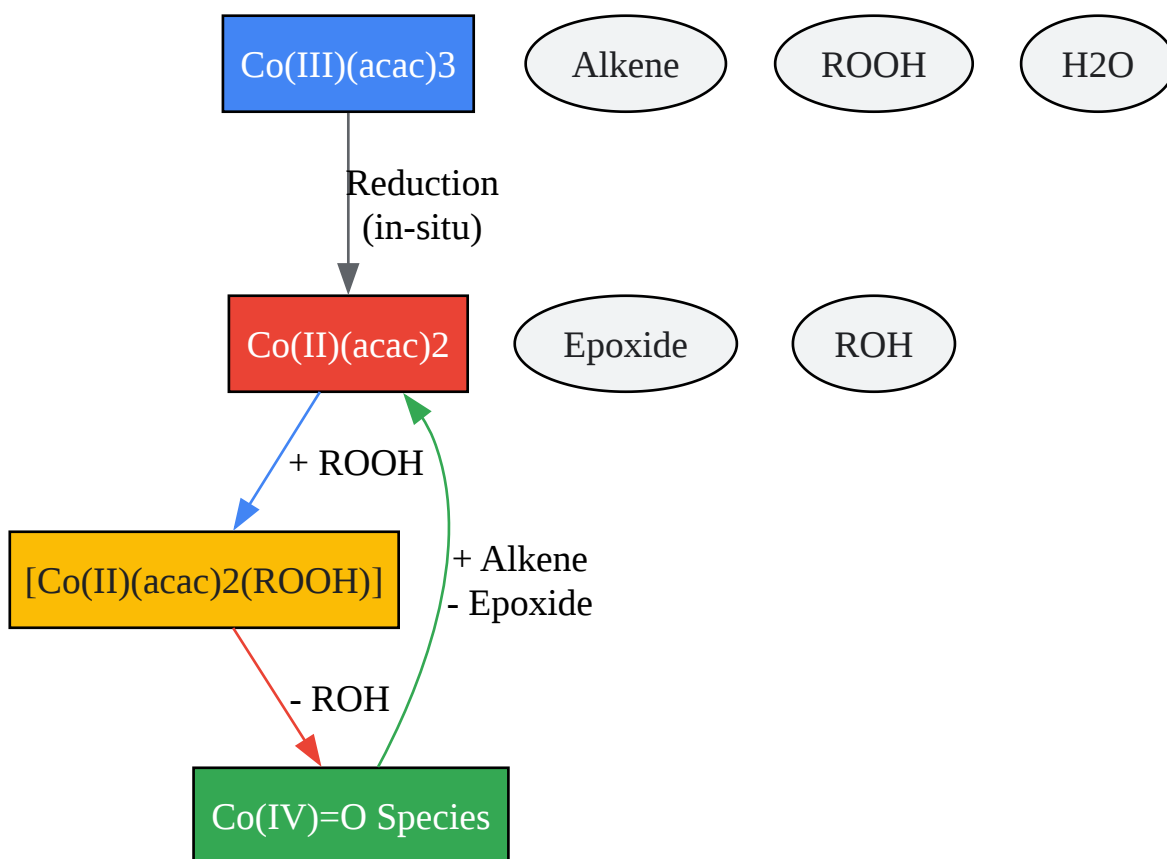 Co(III)(acac)3
Alkene
ROOH
H2O
Reduction
(in-situ)
Co(II)(acac)2
Epoxide
ROH
+ ROOH
[Co(II)(acac)2(ROOH)]
+ Alkene
- Epoxide
- ROH
Co(IV)=O Species